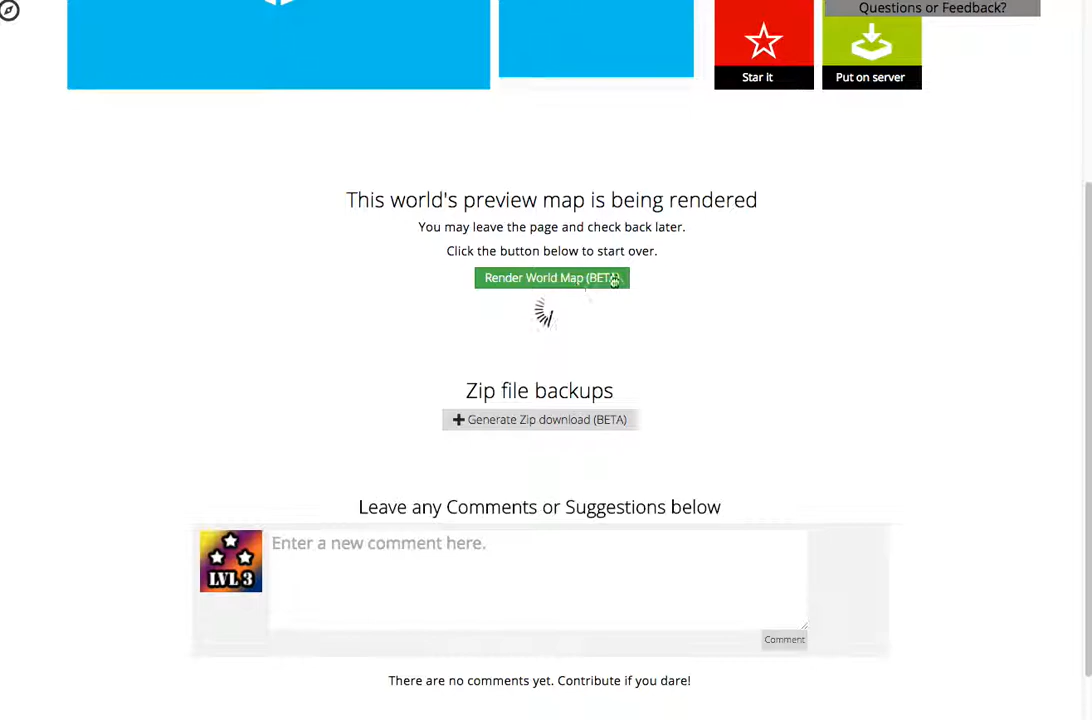 Questions or Feedback?
Star it
Put on server
This world's preview map is being rendered
You may leave the page and check back later.
Click the button below to start over.
Render World Map (BETA)
Zip file backups
Generate Zip download (BETA)
Leave any Comments or Suggestions below
LVL 3
Enter a new comment here.
Comment
There are no comments yet. Contribute if you dare!